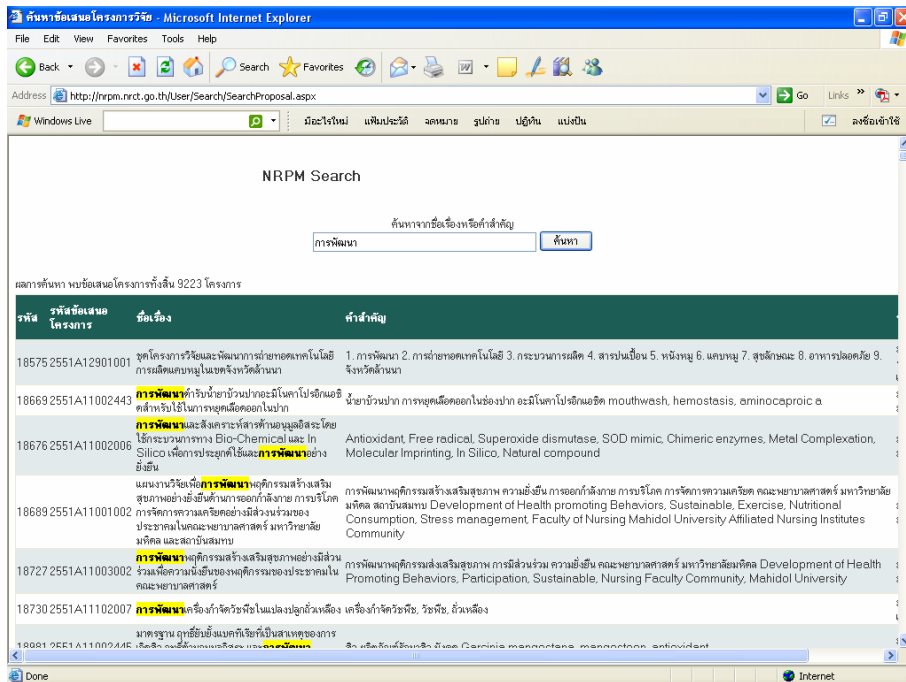 ค้นหาข้อเสนอโครงการวิจัย - Microsoft Internet Explorer
File Edit View Favorites Tools Help
Back Search Favorites
Address http://nrpm.nrct.go.th/User/Search/SearchProposal.aspx Go Links
Windows Live มีอะไรใหม่ แฟ้มประวัติ จดหมาย รูปถ่าย ปฏิทิน แบ่งปัน ลงชื่อเข้าใช้
NRPM Search
ค้นหาจากชื่อเรื่องหรือคำสำคัญ
การพัฒนา ค้นหา
ผลการค้นหา พบข้อเสนอโครงการทั้งสิ้น 9223 โครงการ
รหัส รหัสข้อเสนอโครงการ ชื่อเรื่อง คำสำคัญ
18575 2551A12901001 ชุดโครงการวิจัยและพัฒนาการถ่ายทอดเทคโนโลยี
การผลิตแคบหมูในเขตจังหวัดล้านนา
1. การพัฒนา 2. การถ่ายทอดเทคโนโลยี 3. กระบวนการผลิต 4. สารปนเปื้อน 5. หนังหมู 6. แคบหมู 7. สุขลักษณะ 8. อาหารปลอดภัย 9.
จังหวัดล้านนา
18669 2551A11002443 การพัฒนาตำรับน้ำยาบ้วนปากอะมิโนคาโปรอิกแอซิ
ดสำหรับใช้ในการหยุดเลือดออกในปาก
น้ำยาบ้วนปาก การหยุดเลือดออกในช่องปาก อะมิโนคาโปรอิกแอซิด mouthwash, hemostasis, aminocaproic a
18676 2551A11002006 การพัฒนาและสังเคราะห์สารต้านอนุมูลอิสระโดย
ใช้กระบวนการทาง Bio-Chemical และ In
Silico เพื่อการประยุกต์ใช้และการพัฒนาอย่าง
ยั่งยืน
Antioxidant, Free radical, Superoxide dismutase, SOD mimic, Chimeric enzymes, Metal Complexation,
Molecular Imprinting, In Silico, Natural compound
18689 2551A11001002 แผนงานวิจัยเพื่อการพัฒนาพฤติกรรมสร้างเสริม
สุขภาพอย่างยั่งยืนด้านการออกกำลังกาย การบริโภค
การจัดการความเครียดอย่างมีส่วนร่วมของ
ประชาคมในคณะพยาบาลศาสตร์ มหาวิทยาลัย
มหิดล และสถาบันสมทบ
การพัฒนาพฤติกรรมสร้างเสริมสุขภาพ ความยั่งยืน การออกกำลังกาย การบริโภค การจัดการความเครียด คณะพยาบาลศาสตร์ มหาวิทยาลัย
มหิดล สถาบันสมทบ Development of Health promoting Behaviors, Sustainable, Exercise, Nutritional
Consumption, Stress management, Faculty of Nursing Mahidol University Affiliated Nursing Institutes
Community
18727 2551A11003002 การพัฒนาพฤติกรรมสร้างเสริมสุขภาพอย่างมีส่วน
ร่วมเพื่อความยั่งยืนของพฤติกรรมของประชาคมใน
คณะพยาบาลศาสตร์
การพัฒนาพฤติกรรมส่งเสริมสุขภาพ การมีส่วนร่วม ความยั่งยืน คณะพยาบาลศาสตร์ มหาวิทยาลัยมหิดล Development of Health
Promoting Behaviors, Participation, Sustainable, Nursing Faculty Community, Mahidol University
18730 2551A11102007 การพัฒนาเครื่องกำจัดวัชพืชในแปลงปลูกถั่วเหลือง เครื่องกำจัดวัชพืช, วัชพืช, ถั่วเหลือง
มาตรฐาน ฤทธิ์ยับยั้งแบคทีเรียที่เป็นสาเหตุของการ
18981 2551A11002445 Garcinia mangostana, mangosteen, antioxidant
Done Internet